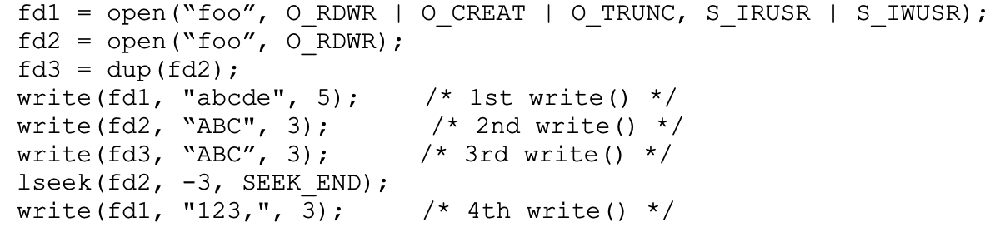 fd1 = open(“foo”, O_RDWR | O_CREAT | O_TRUNC, S_IRUSR | S_IWUSR);
fd2 = open(“foo”, O_RDWR);
fd3 = dup(fd2);
write(fd1, "abcde", 5);    /* 1st write() */
write(fd2, “ABC", 3);      /* 2nd write() */
write(fd3, “ABC”, 3);     /* 3rd write() */
lseek(fd2, -3, SEEK_END);
write(fd1, "123,", 3);     /* 4th write() */